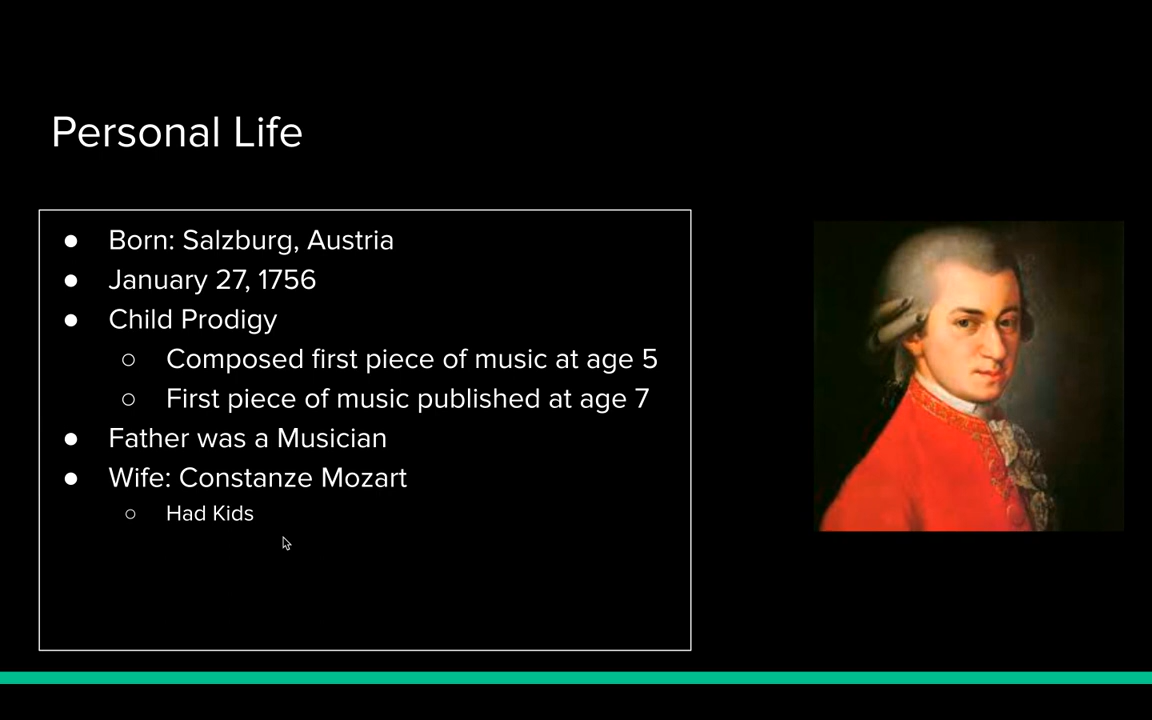 Personal Life
● Born: Salzburg, Austria
● January 27, 1756
● Child Prodigy
○ Composed first piece of music at age 5
○ First piece of music published at age 7
● Father was a Musician
● Wife: Constanze Mozart
○ Had Kids